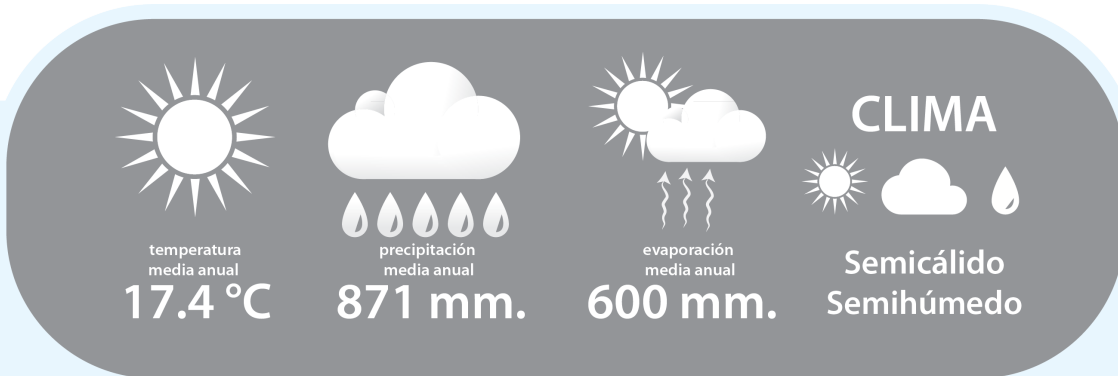 temperatura
media anual
17.4 °C
precipitación
media anual
871 mm.
evaporación
media anual
600 mm.
CLIMA
Semicálido
Semihúmedo